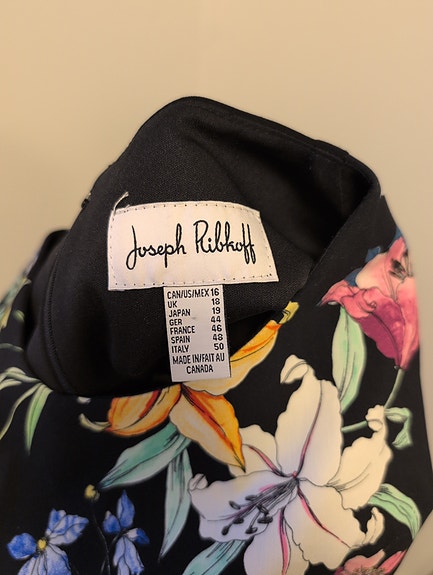 Joseph Ribkoff
CAN/US/MEX 16
UK 18
JAPAN 19
GER 44
FRANCE 46
SPAIN 48
ITALY 50
MADE IN/FAIT AU
CANADA